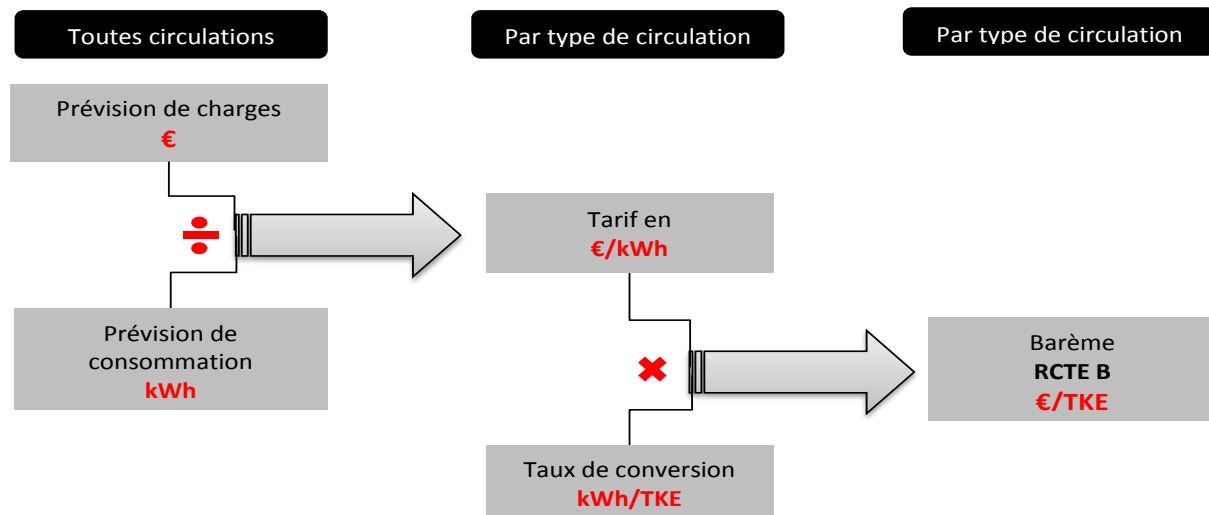 Toutes circulations
Par type de circulation
Par type de circulation
Prévision de charges
€
÷
Prévision de
consommation
kWh
Tarif en
€/kWh
×
Taux de conversion
kWh/TKE
Barème
RCTE B
€/TKE